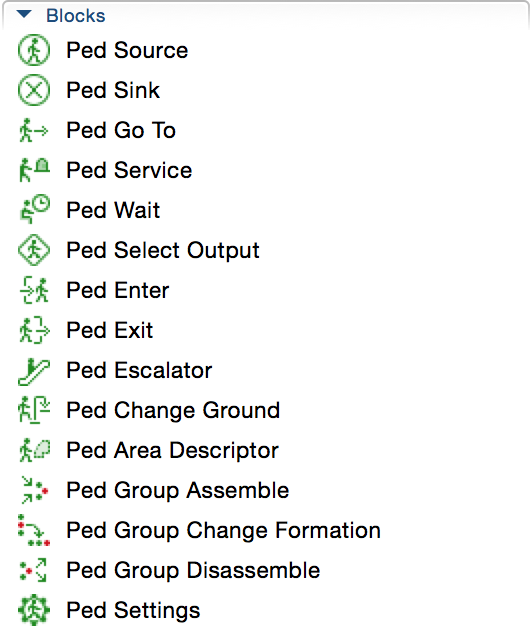 Blocks
Ped Source
Ped Sink
Ped Go To
Ped Service
Ped Wait
Ped Select Output
Ped Enter
Ped Exit
Ped Escalator
Ped Change Ground
Ped Area Descriptor
Ped Group Assemble
Ped Group Change Formation
Ped Group Disassemble
Ped Settings